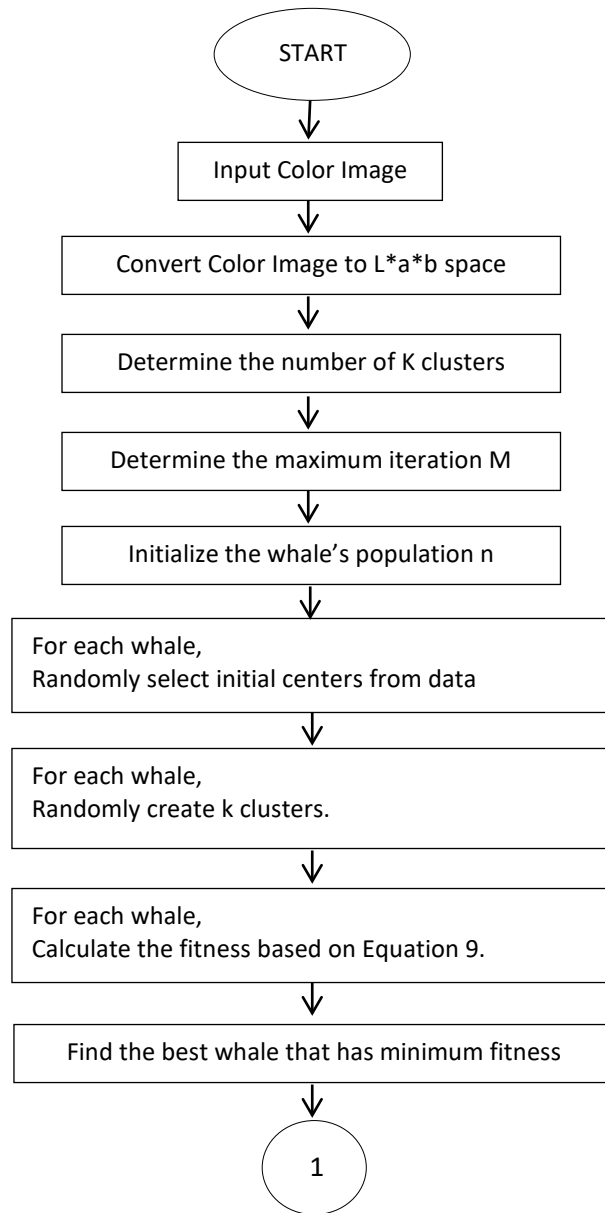 START
Input Color Image
Convert Color Image to L*a*b space
Determine the number of K clusters
Determine the maximum iteration M
Initialize the whale’s population n
For each whale,
Randomly select initial centers from data
For each whale,
Randomly create k clusters.
For each whale,
Calculate the fitness based on Equation 9.
Find the best whale that has minimum fitness
1